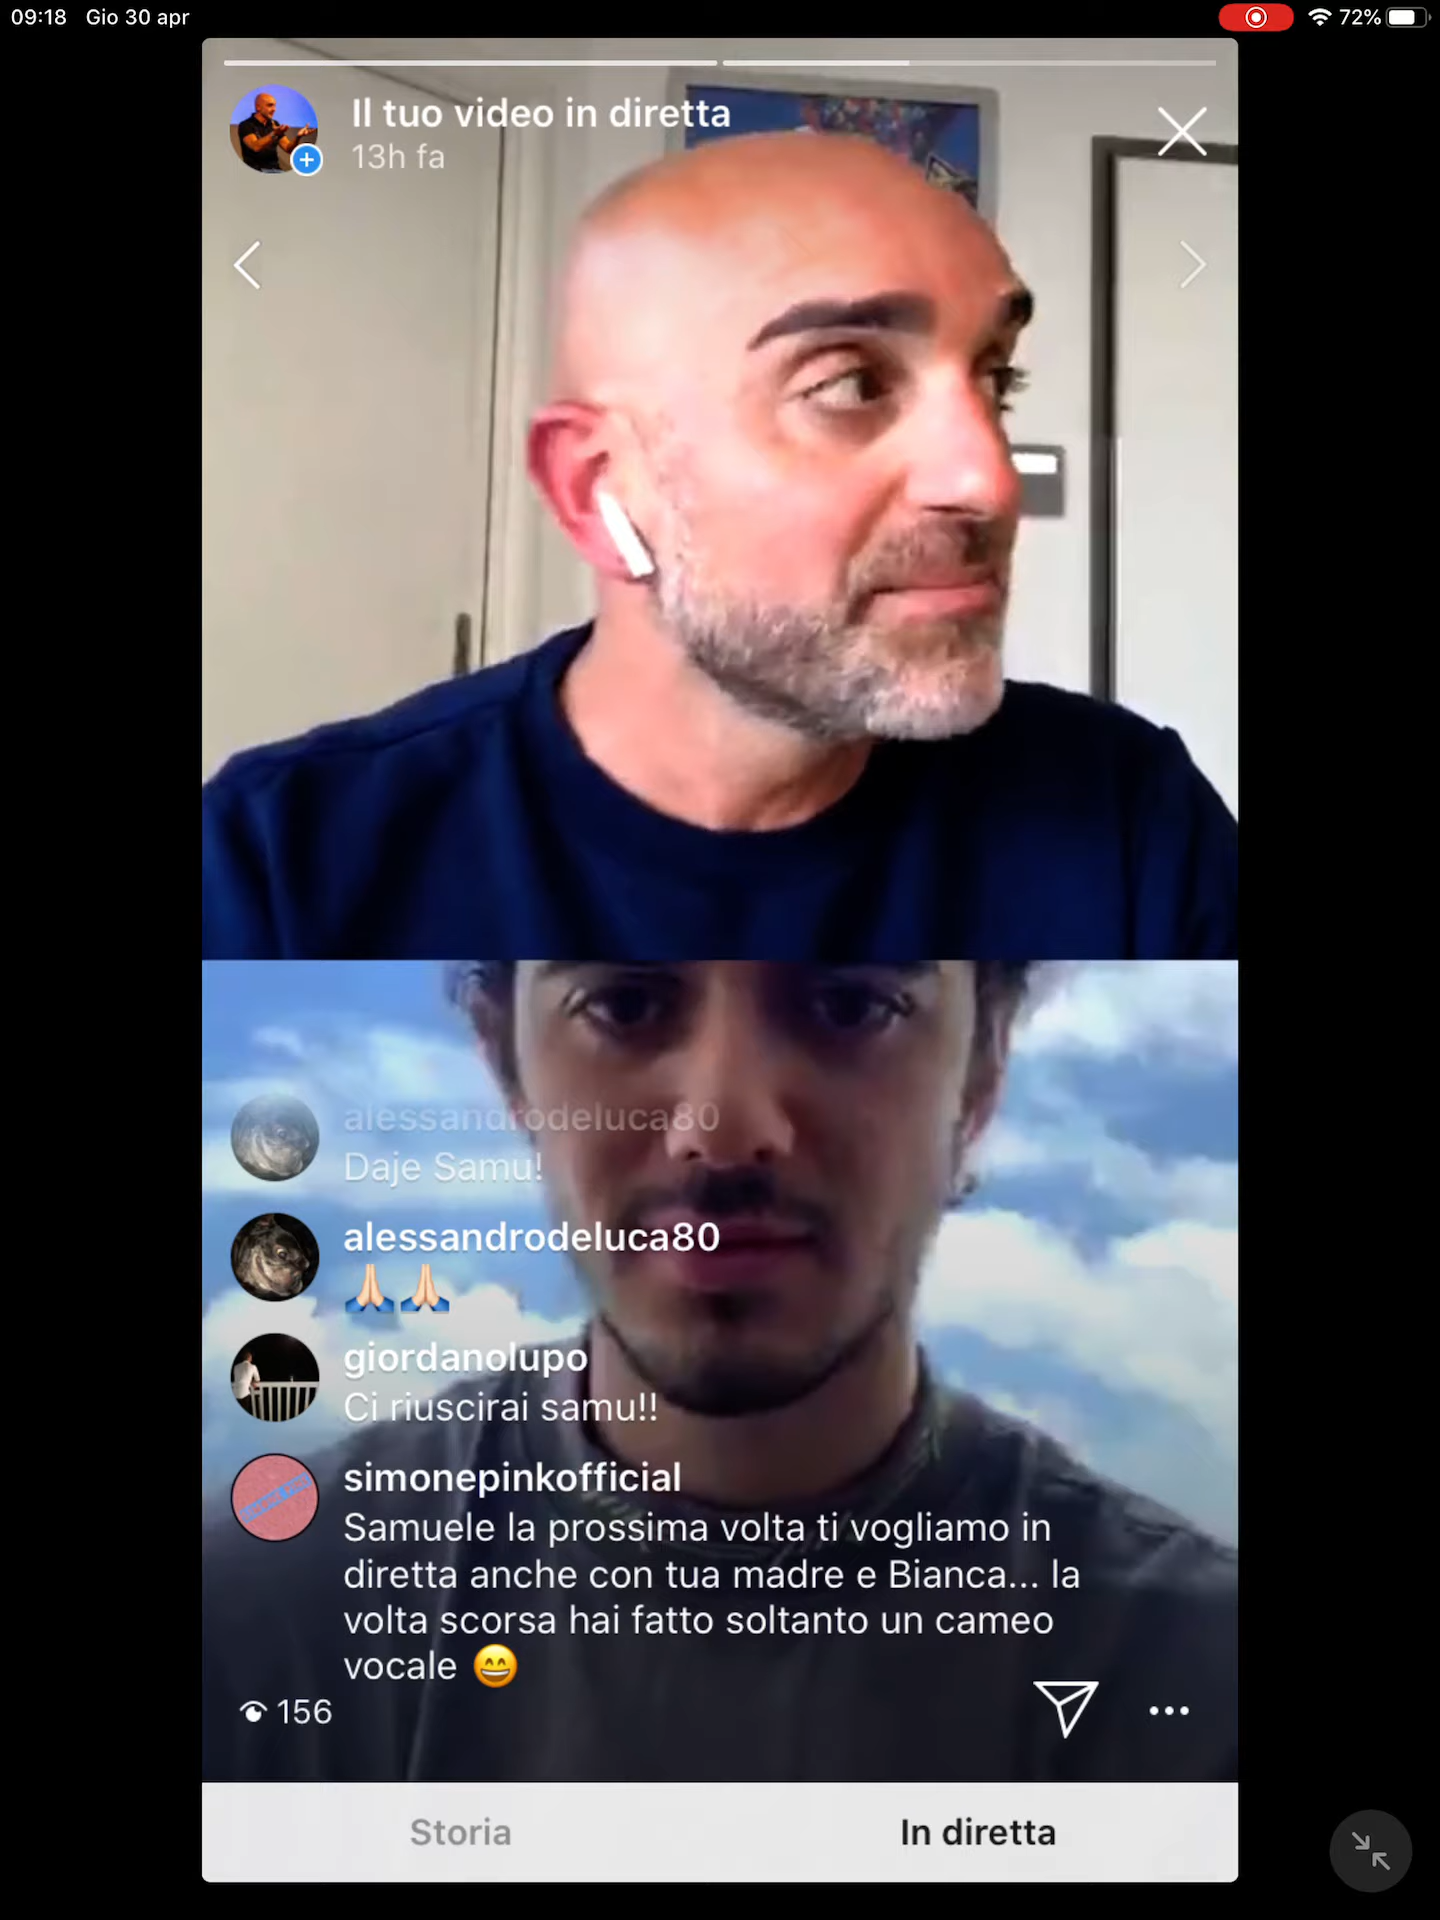 09:18 Gio 30 apr
72%
Il tuo video in diretta
13h fa
alessandrodeluca80
Daje Samu!
alessandrodeluca80
🙏🏻🙏🏻
giordanolupo
Ci riuscirai samu!!
simonepinkofficial
Samuele la prossima volta ti vogliamo in
diretta anche con tua madre e Bianca... la
volta scorsa hai fatto soltanto un cameo
vocale 😄
156
Storia
In diretta